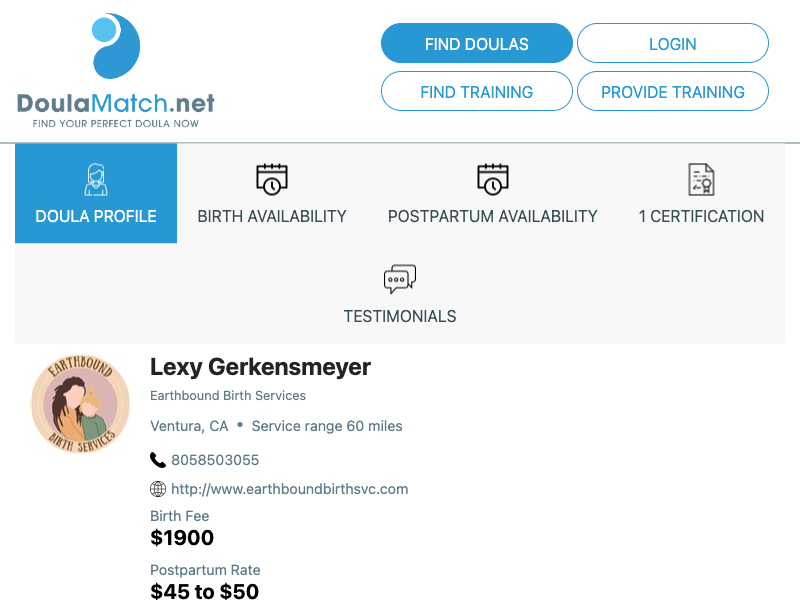 DoulaMatch.net
FIND YOUR PERFECT DOULA NOW
FIND DOULAS
LOGIN
FIND TRAINING
PROVIDE TRAINING
DOULA PROFILE
BIRTH AVAILABILITY
POSTPARTUM AVAILABILITY
1 CERTIFICATION
TESTIMONIALS
EARTHBOUND
BIRTH SERVICES
Lexy Gerkensmeyer
Earthbound Birth Services
Ventura, CA • Service range 60 miles
8058503055
http://www.earthboundbirthsvc.com
Birth Fee
$1900
Postpartum Rate
$45 to $50